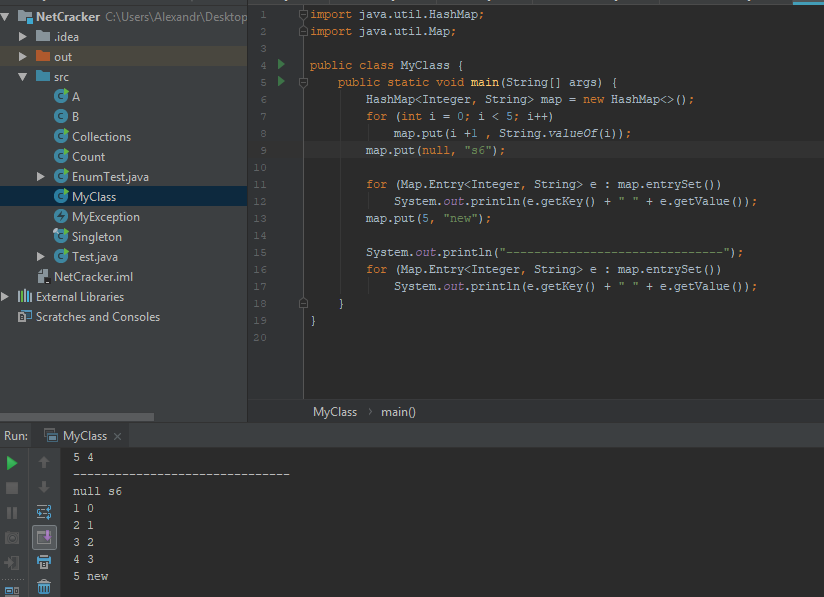 NetCracker C:\Users\Alexandr\Desktop
.idea
out
src
A
B
Collections
Count
EnumTest.java
MyClass
MyException
Singleton
Test.java
NetCracker.iml
External Libraries
Scratches and Consoles
1 import java.util.HashMap;
2 import java.util.Map;
3
4 public class MyClass {
5 public static void main(String[] args) {
6 HashMap<Integer, String> map = new HashMap<>();
7 for (int i = 0; i < 5; i++)
8 map.put(i +1 , String.valueOf(i));
9 map.put(null, "s6");
10
11 for (Map.Entry<Integer, String> e : map.entrySet())
12 System.out.println(e.getKey() + " " + e.getValue());
13 map.put(5, "new");
14
15 System.out.println("-------------------------------");
16 for (Map.Entry<Integer, String> e : map.entrySet())
17 System.out.println(e.getKey() + " " + e.getValue());
18 }
19 }
20
MyClass › main()
Run: MyClass ×
5 4
-------------------------------
null s6
1 0
2 1
3 2
4 3
5 new